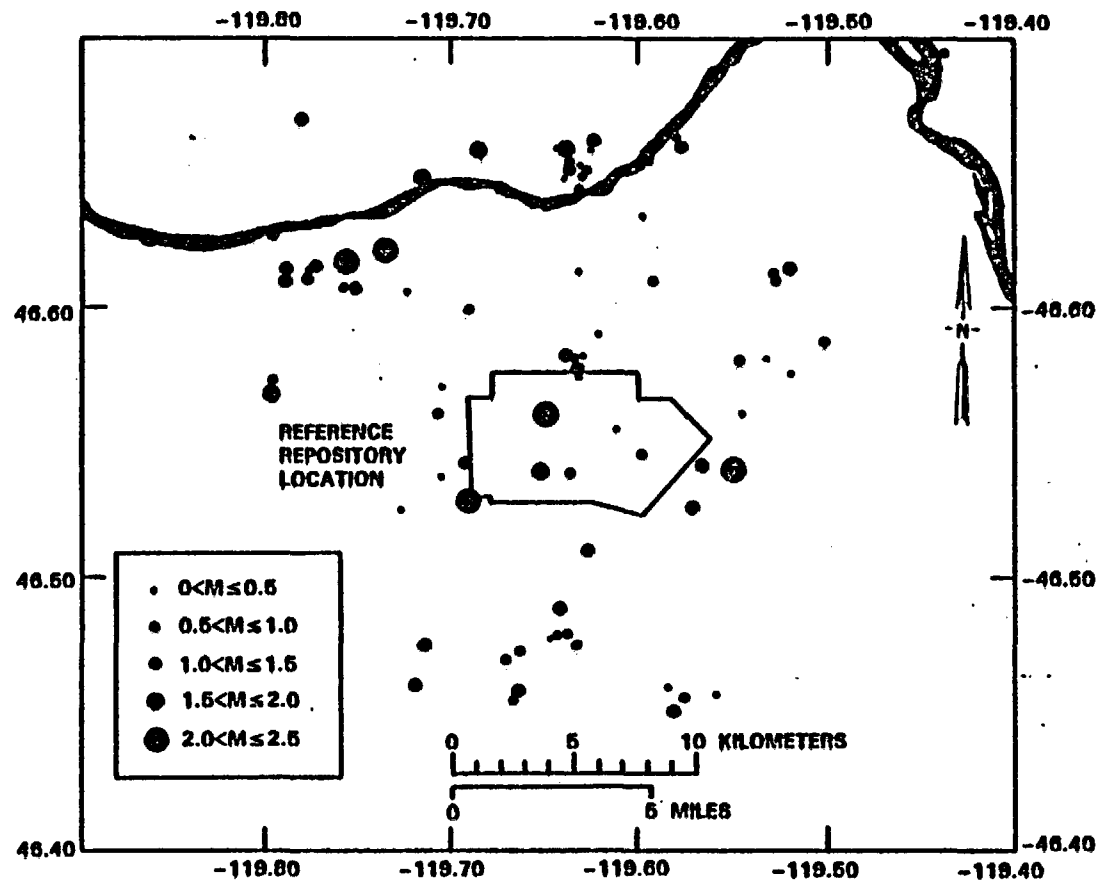 -119.80 -119.70 -119.60 -119.50 -119.40
46.60 -46.60
-N-
REFERENCE
REPOSITORY
LOCATION
46.50 -46.50
0<M≤0.5
0.5<M≤1.0
1.0<M≤1.5
1.5<M≤2.0
2.0<M≤2.5
0 5 10 KILOMETERS
0 5 MILES
46.40 -46.40
-119.80 -119.70 -119.60 -119.50 -119.40